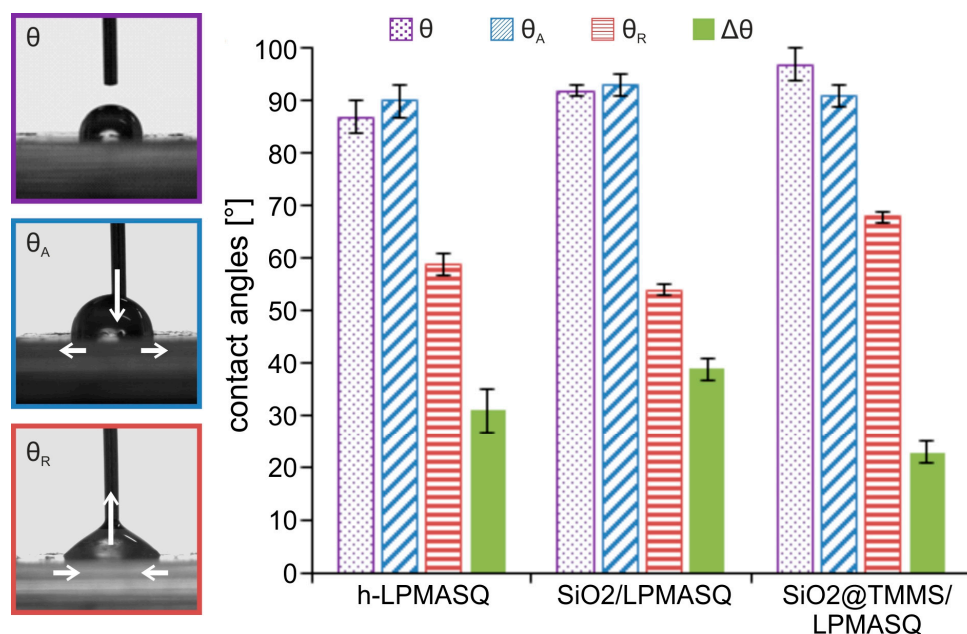 θ
θA
θR
θ
θA
θR
Δθ
contact angles [°]
100
90
80
70
60
50
40
30
20
10
0
h-LPMASQ
SiO2/LPMASQ
SiO2@TMMS/
LPMASQ